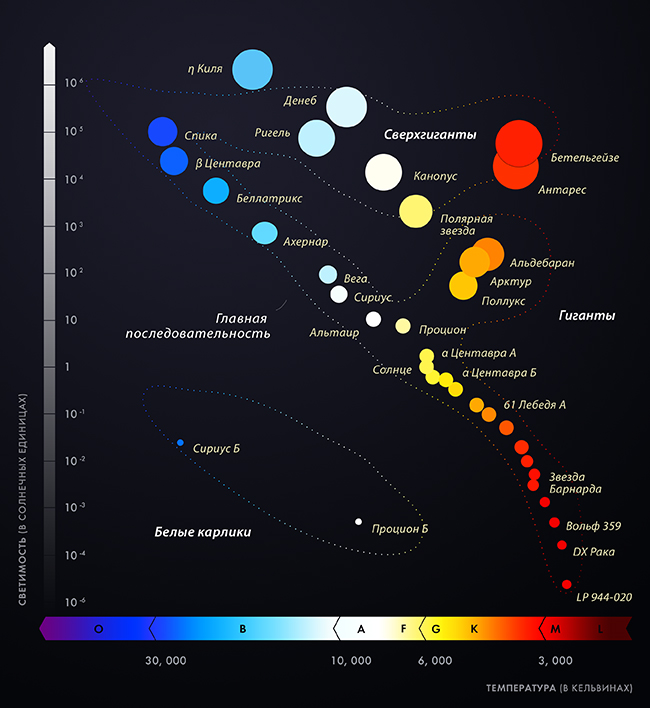 η Киля
Денеб
10⁶
Спика
Ригель
Сверхгиганты
10⁵
β Центавра
Бетельгейзе
Канопус
10⁴
Антарес
Беллатрикс
Полярная
звезда
10³
Ахернар
Альдебаран
10²
Вега
Арктур
Сириус
Поллукс
Главная
последовательность
Гиганты
10
Альтаир
Процион
α Центавра А
1
Солнце
α Центавра Б
61 Лебедя А
10⁻¹
Сириус Б
10⁻²
Звезда
Барнарда
10⁻³
Белые карлики
Процион Б
Вольф 359
10⁻⁴
DX Рака
LP 944-020
10⁻⁶
СВЕТИМОСТЬ (В СОЛНЕЧНЫХ ЕДИНИЦАХ)
O B A F G K M L
30, 000 10, 000 6, 000 3, 000
ТЕМПЕРАТУРА (В КЕЛЬВИНАХ)